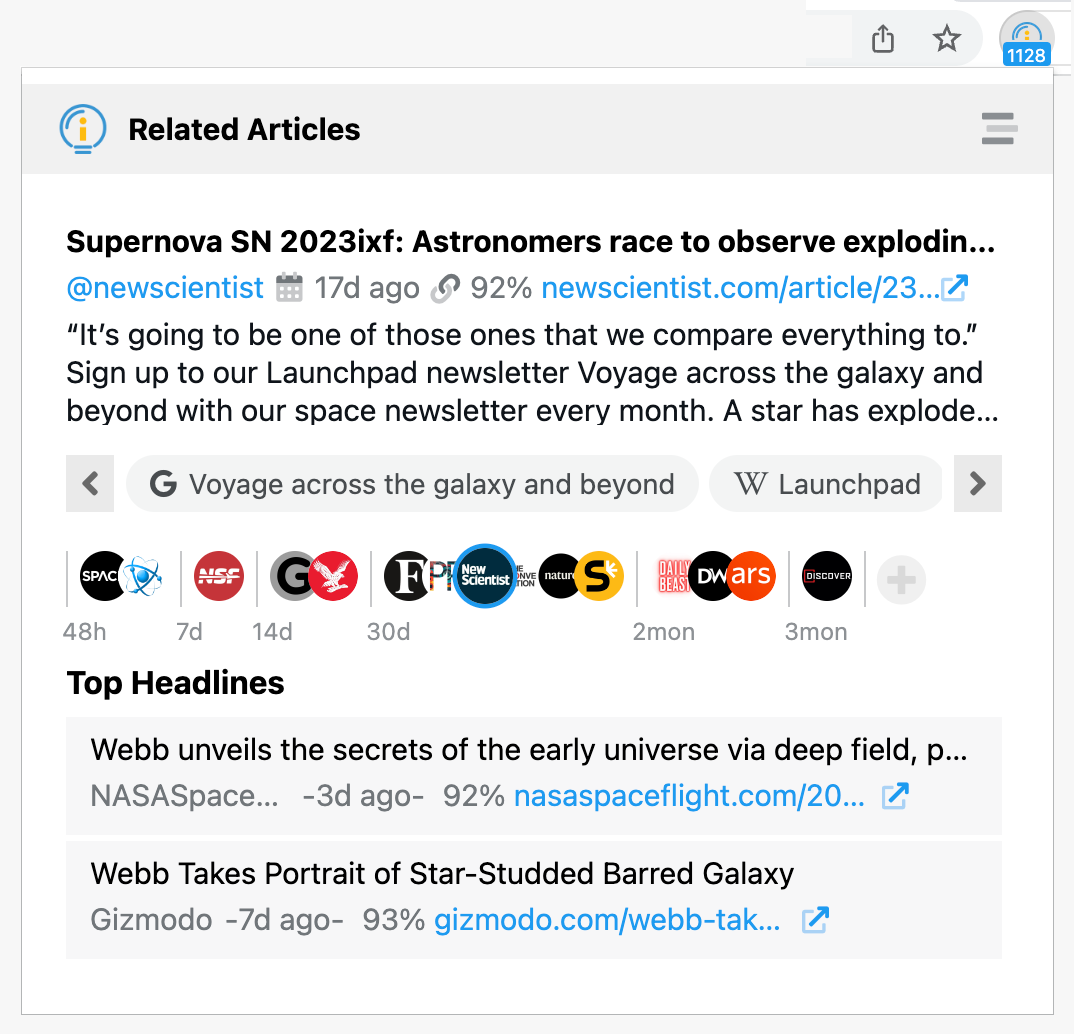 1128
Related Articles
Supernova SN 2023ixf: Astronomers race to observe explodin...
@newscientist 17d ago 92% newscientist.com/article/23...
“It’s going to be one of those ones that we compare everything to.”
Sign up to our Launchpad newsletter Voyage across the galaxy and
beyond with our space newsletter every month. A star has explode...
G Voyage across the galaxy and beyond W Launchpad
SPAC NSF G F New Scientist natur S DAILY BEAST DW ars DISCOVER
48h 7d 14d 30d 2mon 3mon
Top Headlines
Webb unveils the secrets of the early universe via deep field, p...
NASASpace... -3d ago- 92% nasaspaceflight.com/20...
Webb Takes Portrait of Star-Studded Barred Galaxy
Gizmodo -7d ago- 93% gizmodo.com/webb-tak...